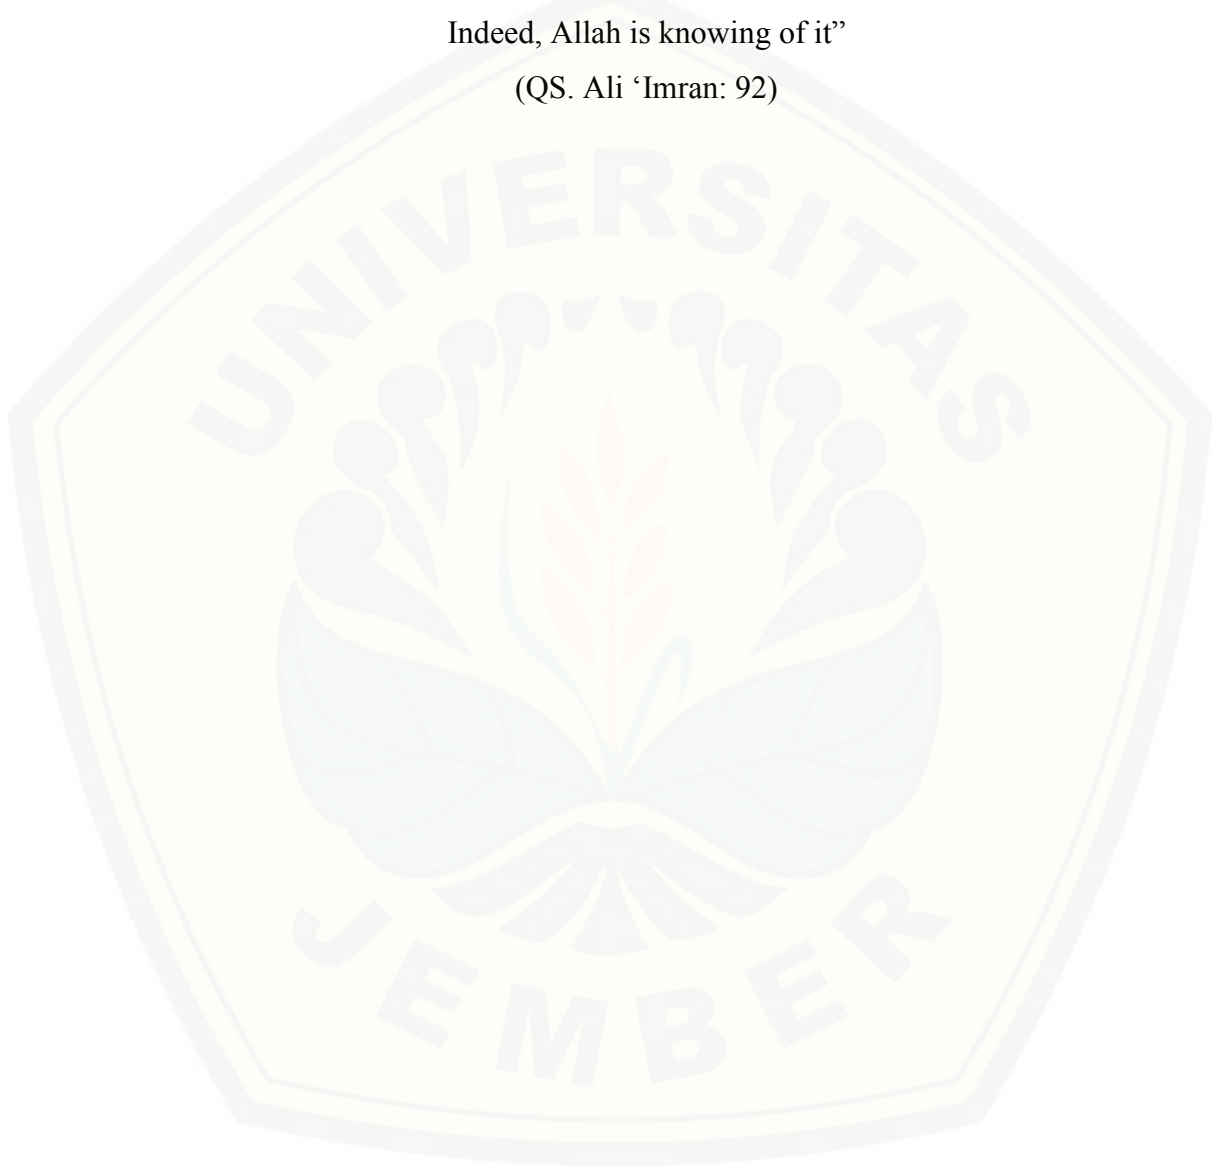 Indeed, Allah is knowing of it”
(QS. Ali ‘Imran: 92)
UNIVERSITAS
JEMBER